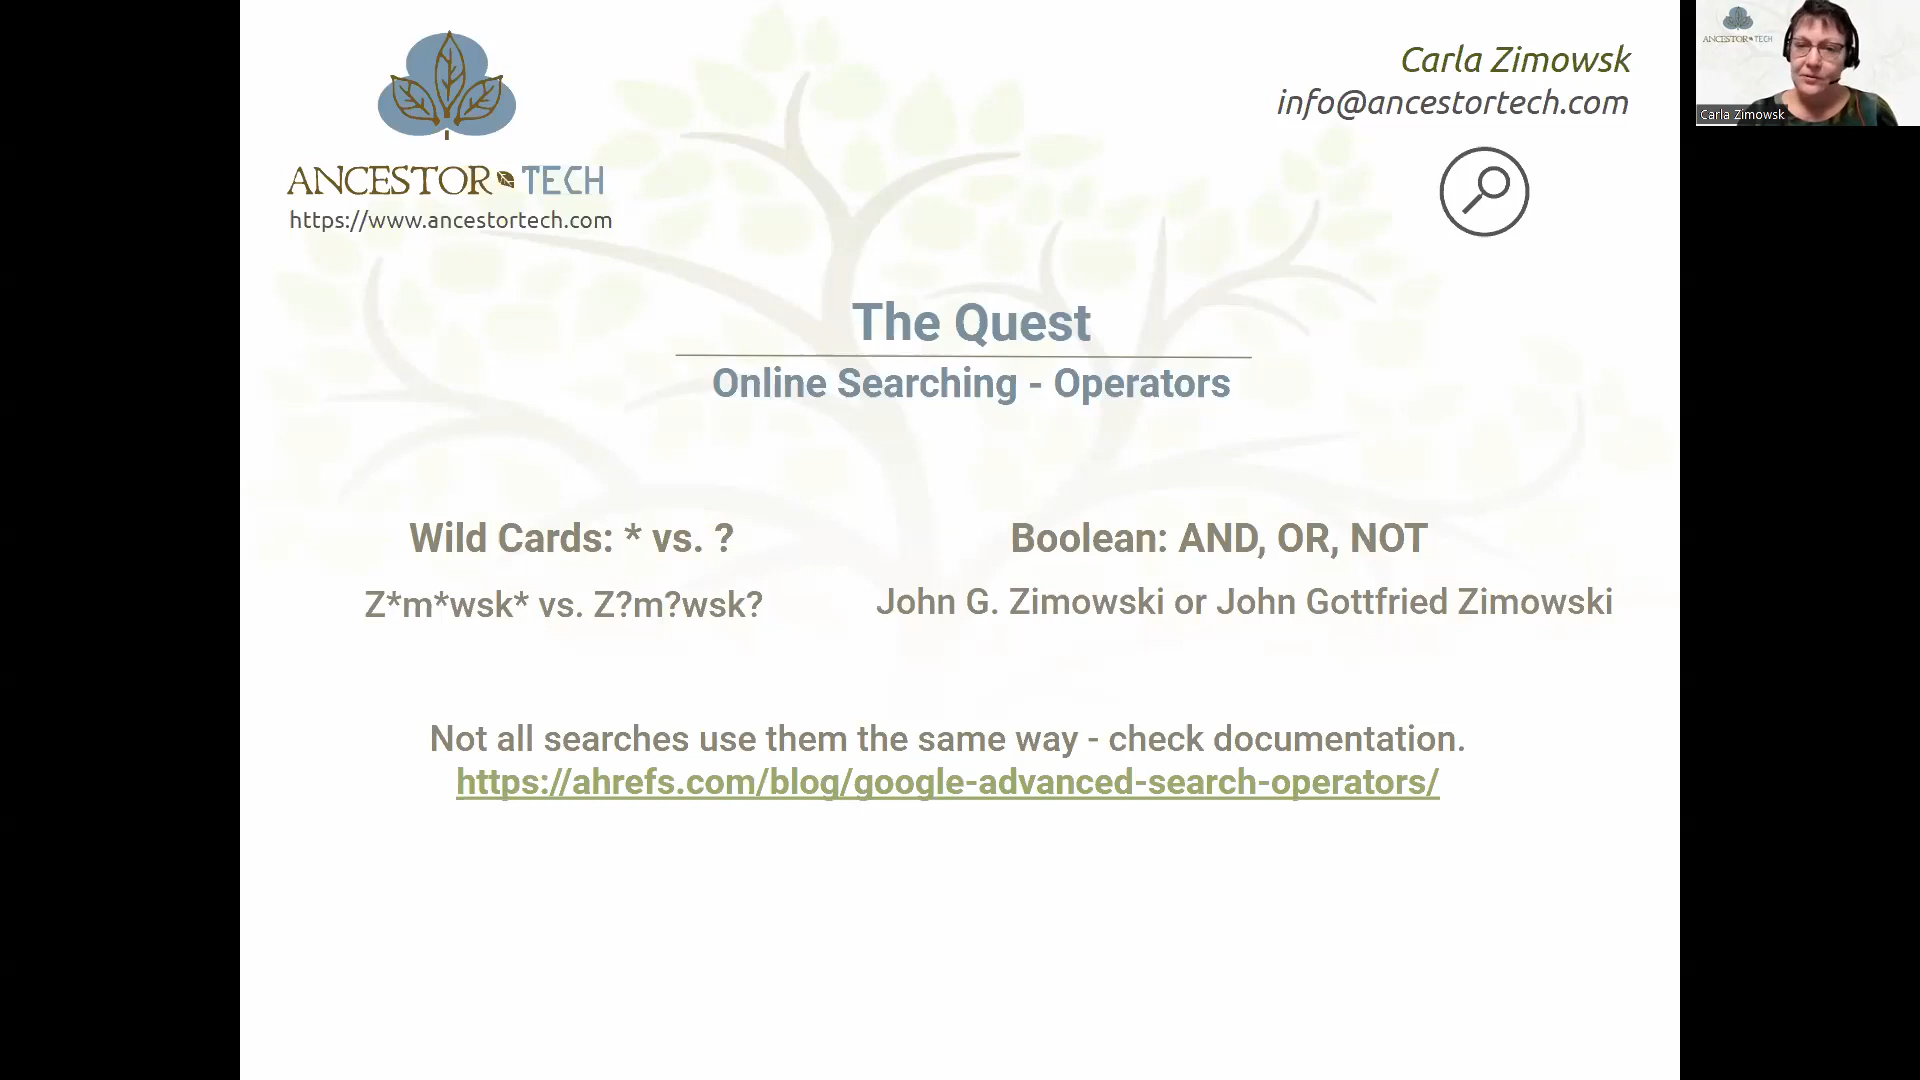 ANCESTOR TECH
https://www.ancestortech.com
Carla Zimowsk
info@ancestortech.com
The Quest
Online Searching - Operators
Wild Cards: * vs. ?
Z*m*wsk* vs. Z?m?wsk?
Boolean: AND, OR, NOT
John G. Zimowski or John Gottfried Zimowski
Not all searches use them the same way - check documentation.
https://ahrefs.com/blog/google-advanced-search-operators/
ANCESTOR TECH
Carla Zimowsk